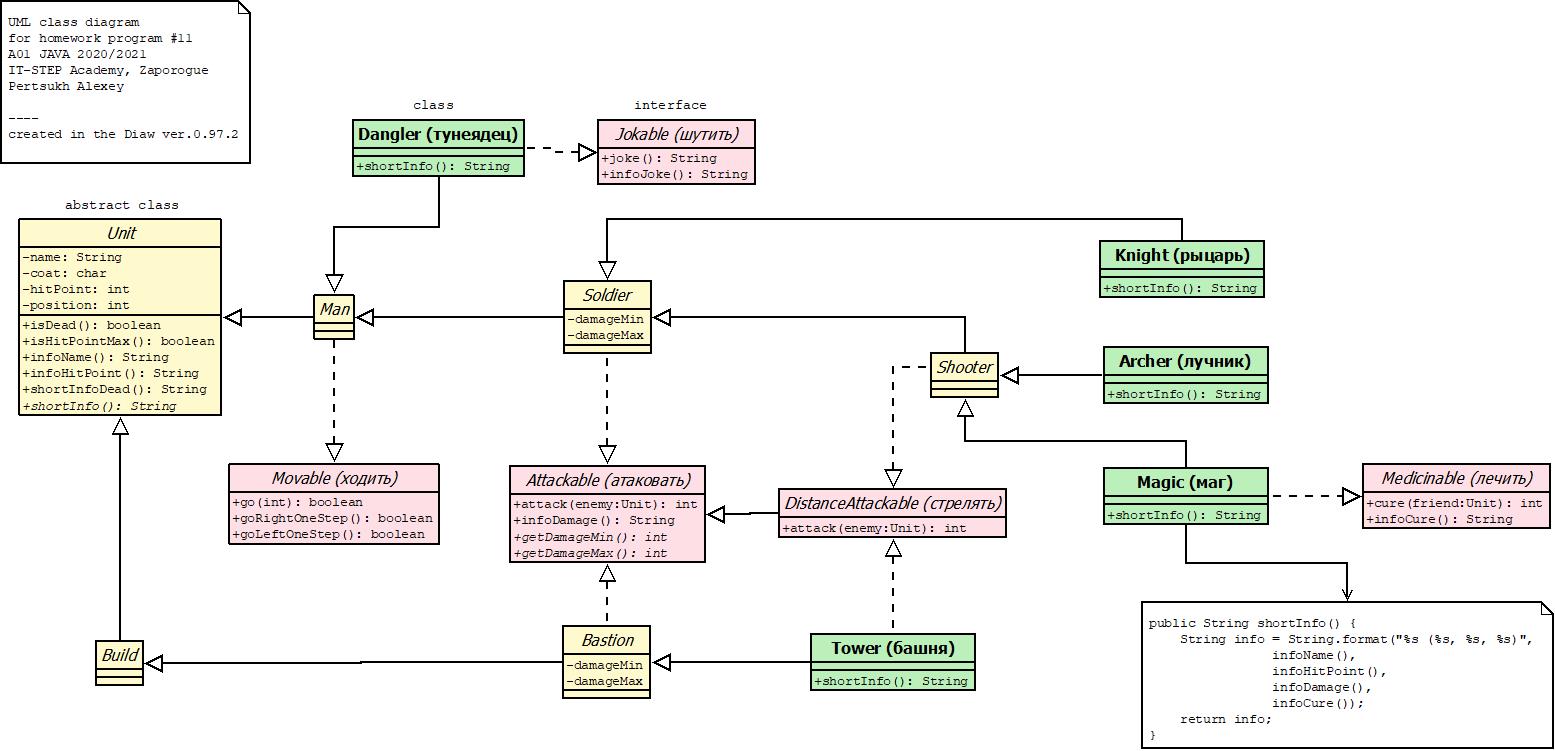 UML class diagram
for homework program #11
A01 JAVA 2020/2021
IT-STEP Academy, Zaporogue
Pertsukh Alexey
----
created in the Diaw ver.0.97.2
class
Dangler (тунеядец)
+shortInfo(): String
interface
Jokable (шутить)
+joke(): String
+infoJoke(): String
abstract class
Unit
-name: String
-coat: char
-hitPoint: int
-position: int
+isDead(): boolean
+isHitPointMax(): boolean
+infoName(): String
+infoHitPoint(): String
+shortInfoDead(): String
+shortInfo(): String
Man
Soldier
-damageMin
-damageMax
Knight (рыцарь)
+shortInfo(): String
Shooter
Archer (лучник)
+shortInfo(): String
Movable (ходить)
+go(int): boolean
+goRightOneStep(): boolean
+goLeftOneStep(): boolean
Attackable (атаковать)
+attack(enemy:Unit): int
+infoDamage(): String
+getDamageMin(): int
+getDamageMax(): int
DistanceAttackable (стрелять)
+attack(enemy:Unit): int
Magic (маг)
+shortInfo(): String
Medicinable (лечить)
+cure(friend:Unit): int
+infoCure(): String
Build
Bastion
-damageMin
-damageMax
Tower (башня)
+shortInfo(): String
public String shortInfo() {
    String info = String.format("%s (%s, %s, %s)",
                infoName(),
                infoHitPoint(),
                infoDamage(),
                infoCure());
    return info;
}